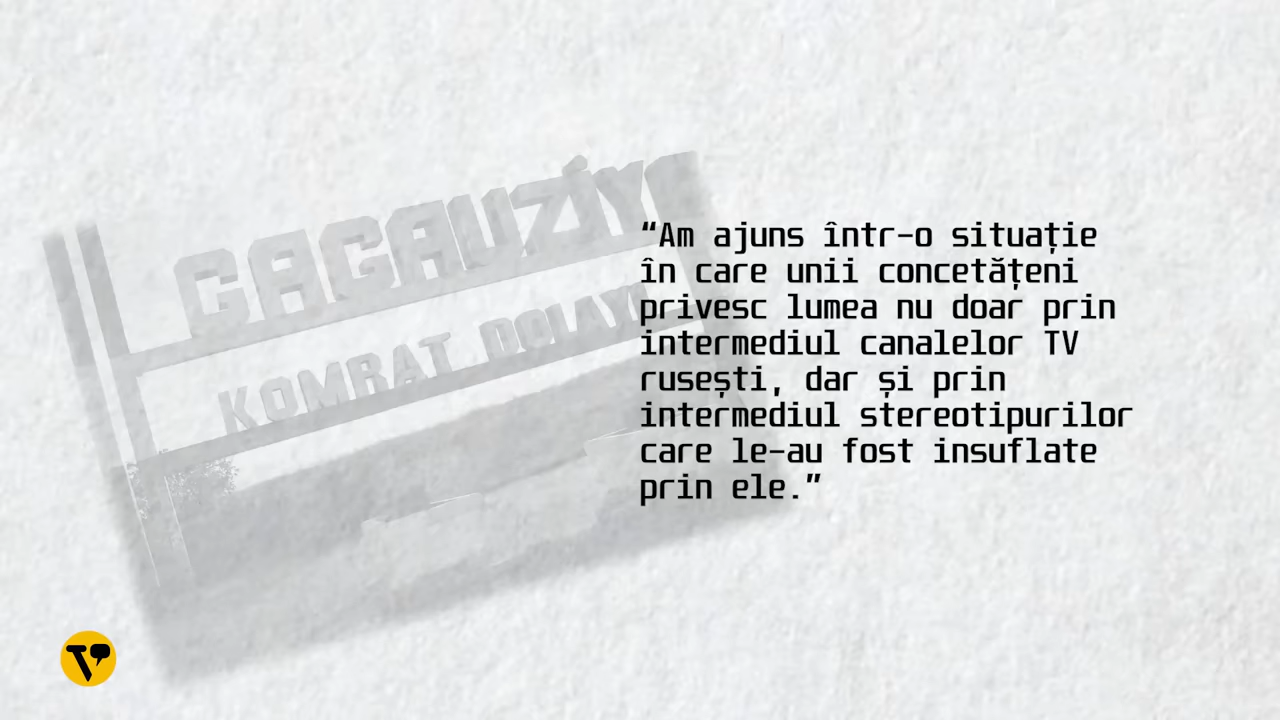 GAGAUZİY
KOMRAT DOLAY
“Am ajuns într-o situație
în care unii concetățeni
privesc lumea nu doar prin
intermediul canalelor TV
rusești, dar și prin
intermediul stereotipurilor
care le-au fost insuflate
prin ele.”